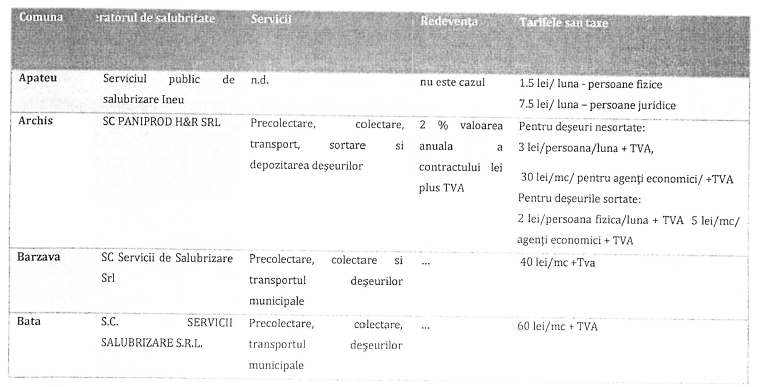 Comuna eratorul de salubritate Servicii Redevența Tarifele sau taxe
Apateu Serviciul public de n.d. nu este cazul 1.5 lei/ luna - persoane fizice
salubrizare Ineu 7.5 lei/ luna – persoane juridice
Archis SC PANIPROD H&R SRL Precolectare, colectare, 2 % valoarea Pentru deșeuri nesortate:
transport, sortare si anuala a 3 lei/persoana/luna + TVA,
depozitarea deșeurilor contractului lei 30 lei/mc/ pentru agenți economici/ +TVA
plus TVA Pentru deșeurile sortate:
2 lei/persoana fizica/luna + TVA 5 lei/mc/
agenți economici + TVA
Barzava SC Servicii de Salubrizare Precolectare, colectare si ... 40 lei/mc +Tva
Srl transportul deșeurilor
municipale
Bata S.C. SERVICII Precolectare, colectare, ... 60 lei/mc + TVA
SALUBRIZARE S.R.L. transportul deșeurilor
municipale